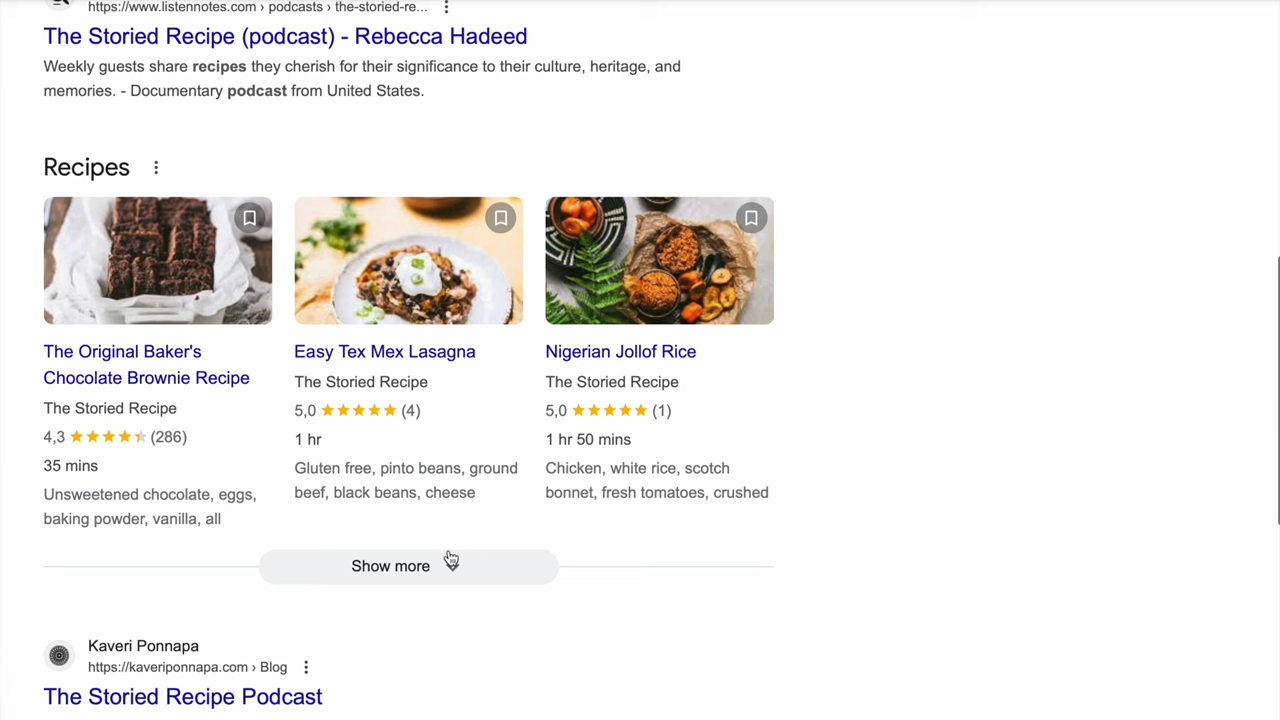 https://www.listennotes.com › podcasts › the-storied-re...
The Storied Recipe (podcast) - Rebecca Hadeed
Weekly guests share recipes they cherish for their significance to their culture, heritage, and
memories. - Documentary podcast from United States.
Recipes
The Original Baker's
Chocolate Brownie Recipe
The Storied Recipe
4,3 (286)
35 mins
Unsweetened chocolate, eggs,
baking powder, vanilla, all
Easy Tex Mex Lasagna
The Storied Recipe
5,0 (4)
1 hr
Gluten free, pinto beans, ground
beef, black beans, cheese
Nigerian Jollof Rice
The Storied Recipe
5,0 (1)
1 hr 50 mins
Chicken, white rice, scotch
bonnet, fresh tomatoes, crushed
Show more
Kaveri Ponnapa
https://kaveriponnapa.com › Blog
The Storied Recipe Podcast